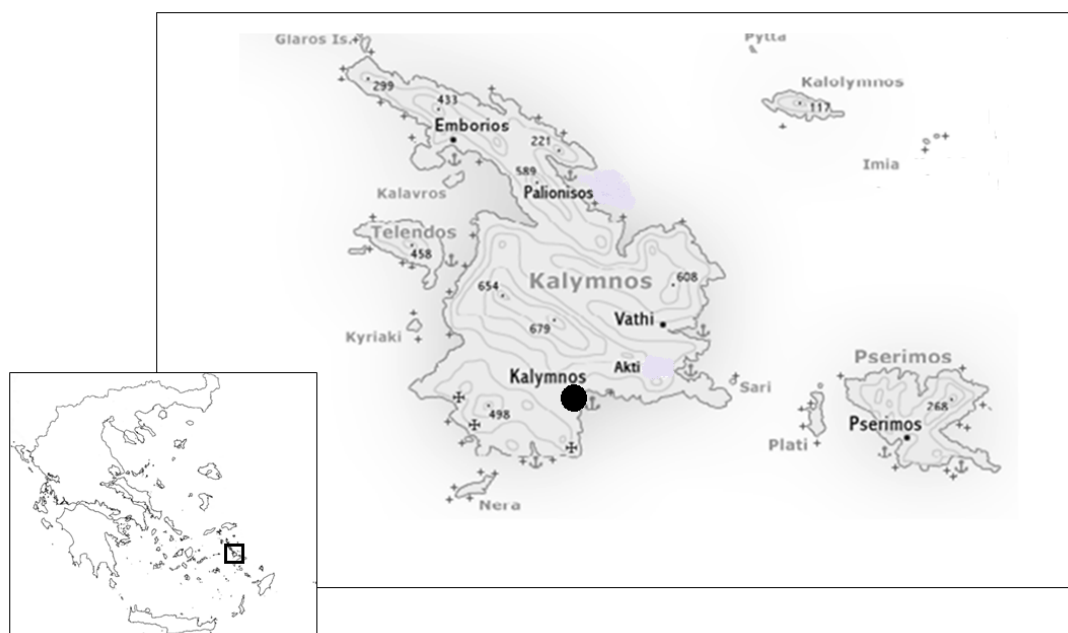 Glaros Is.
Pytta
299
433
Kalolymnos
117
Emborios
221
Imia
589
Kalavros
Palionisos
Telendos
458
Kalymnos
608
654
Vathi
679
Kyriaki
Akti
Pserimos
Kalymnos
Sari
268
498
Plati
Pserimos
Nera